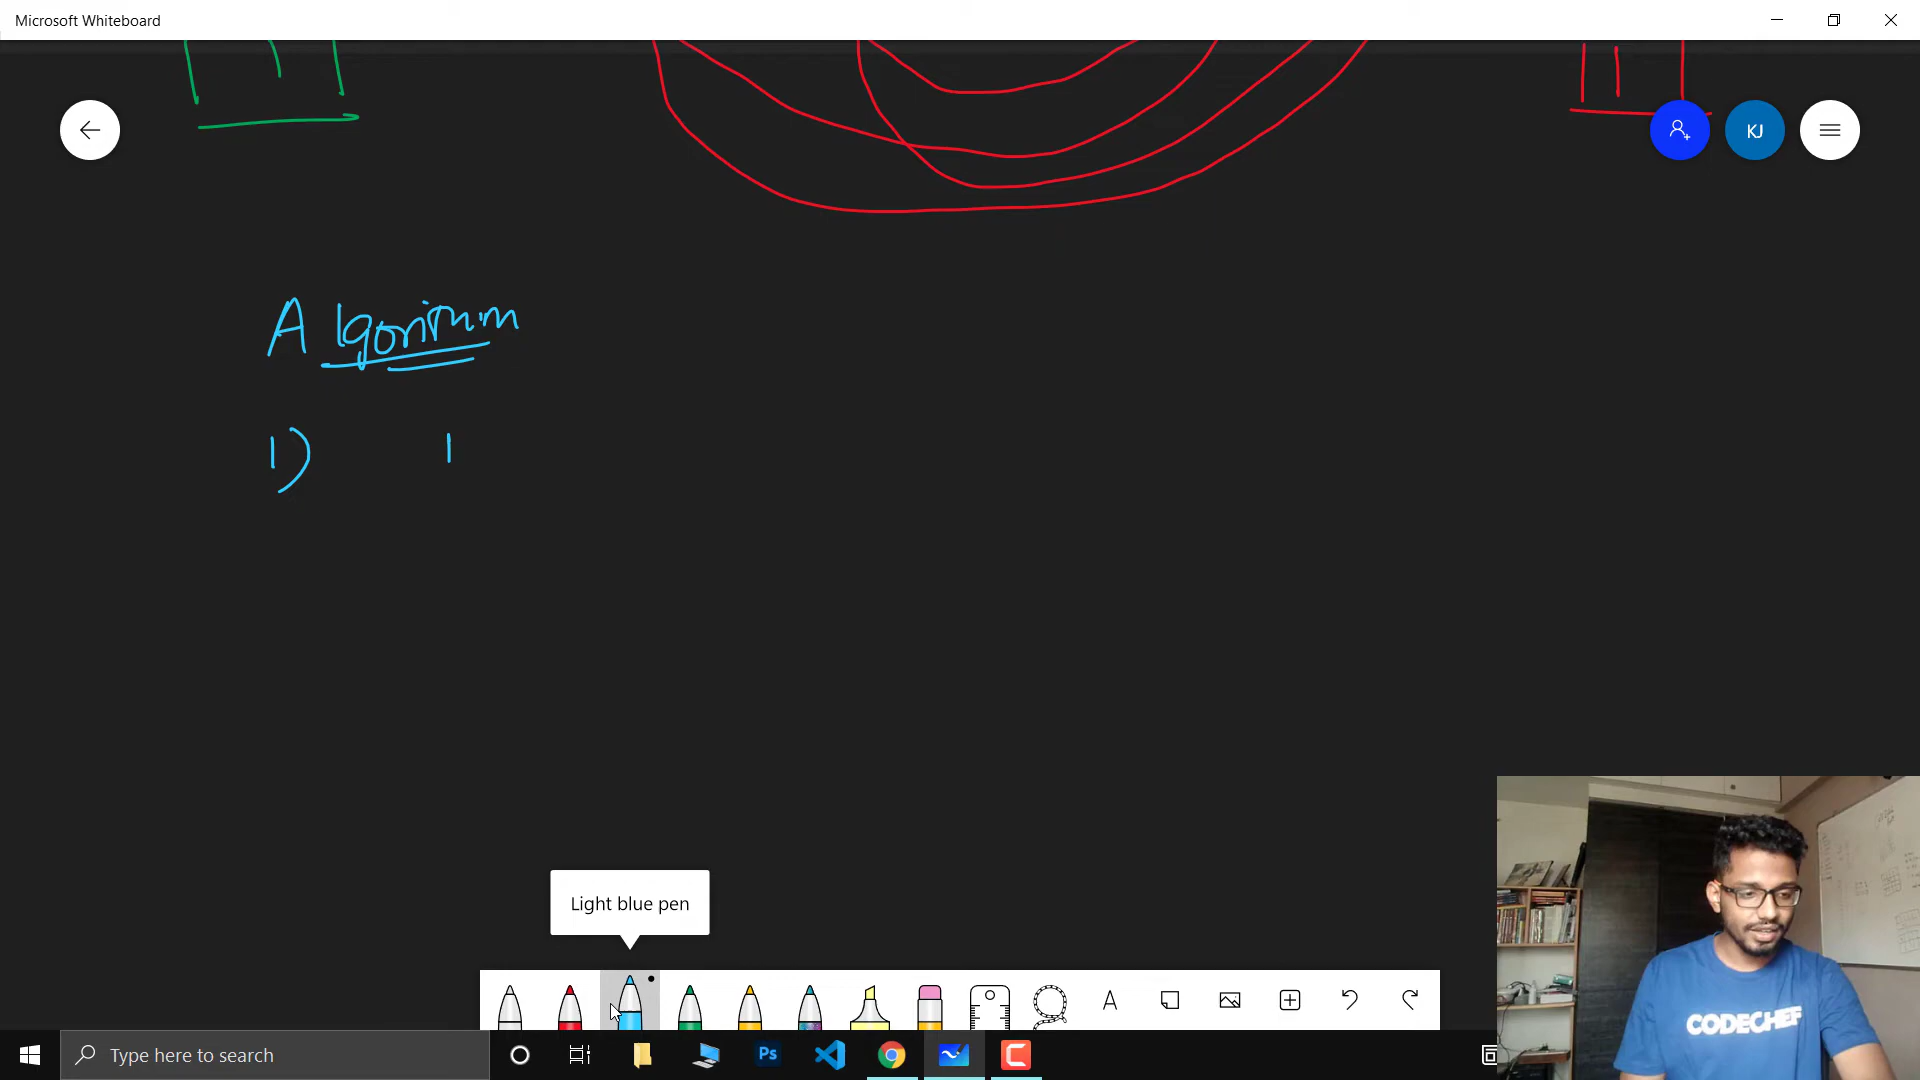 Microsoft Whiteboard
KJ
Algorithm
1) I
Light blue pen
A
Type here to search
Ps
CODECHEF